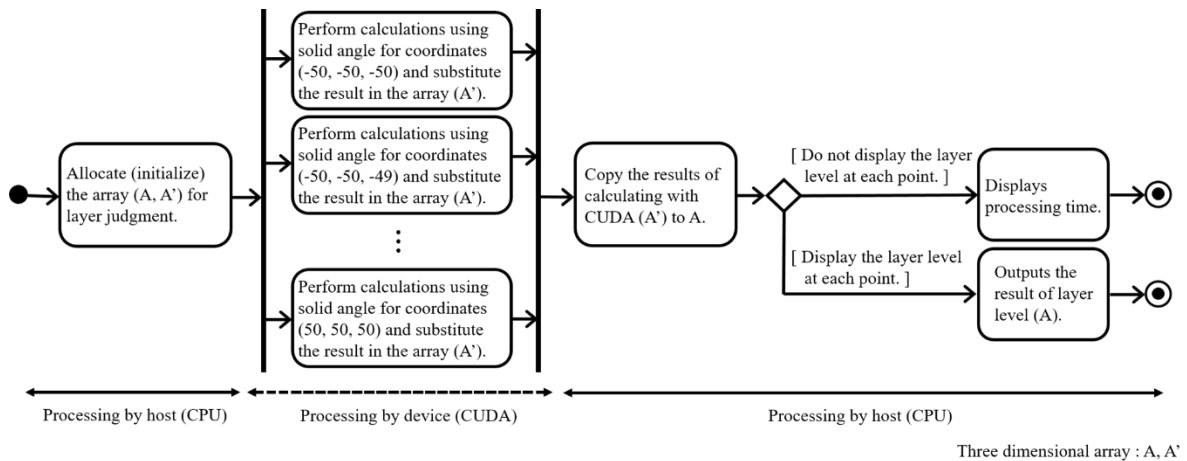 Perform calculations using
solid angle for coordinates
(-50, -50, -50) and substitute
the result in the array (A’).
Allocate (initialize)
the array (A, A’) for
layer judgment.
Perform calculations using
solid angle for coordinates
(-50, -50, -49) and substitute
the result in the array (A’).
⋮
Perform calculations using
solid angle for coordinates
(50, 50, 50) and substitute
the result in the array (A’).
Copy the results of
calculating with
CUDA (A’) to A.
[ Do not display the layer
level at each point. ]
Displays
processing time.
[ Display the layer level
at each point. ]
Outputs the
result of layer
level (A).
Processing by host (CPU)
Processing by device (CUDA)
Processing by host (CPU)
Three dimensional array : A, A’